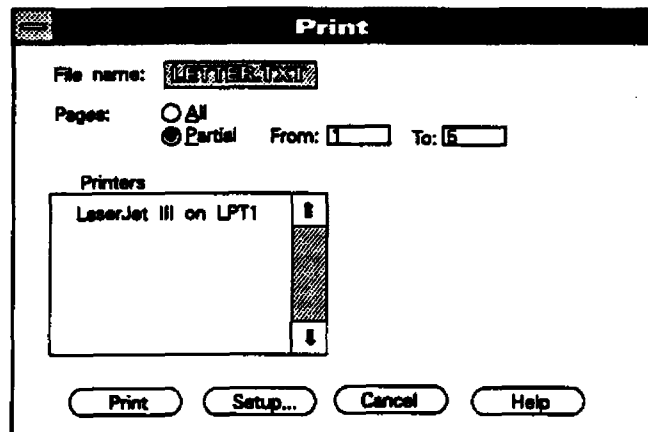 Print
File name: LETTER.TXT
Pages: All
Partial From: 1 To: 5
Printers
LaserJet III on LPT1
Print Setup... Cancel Help